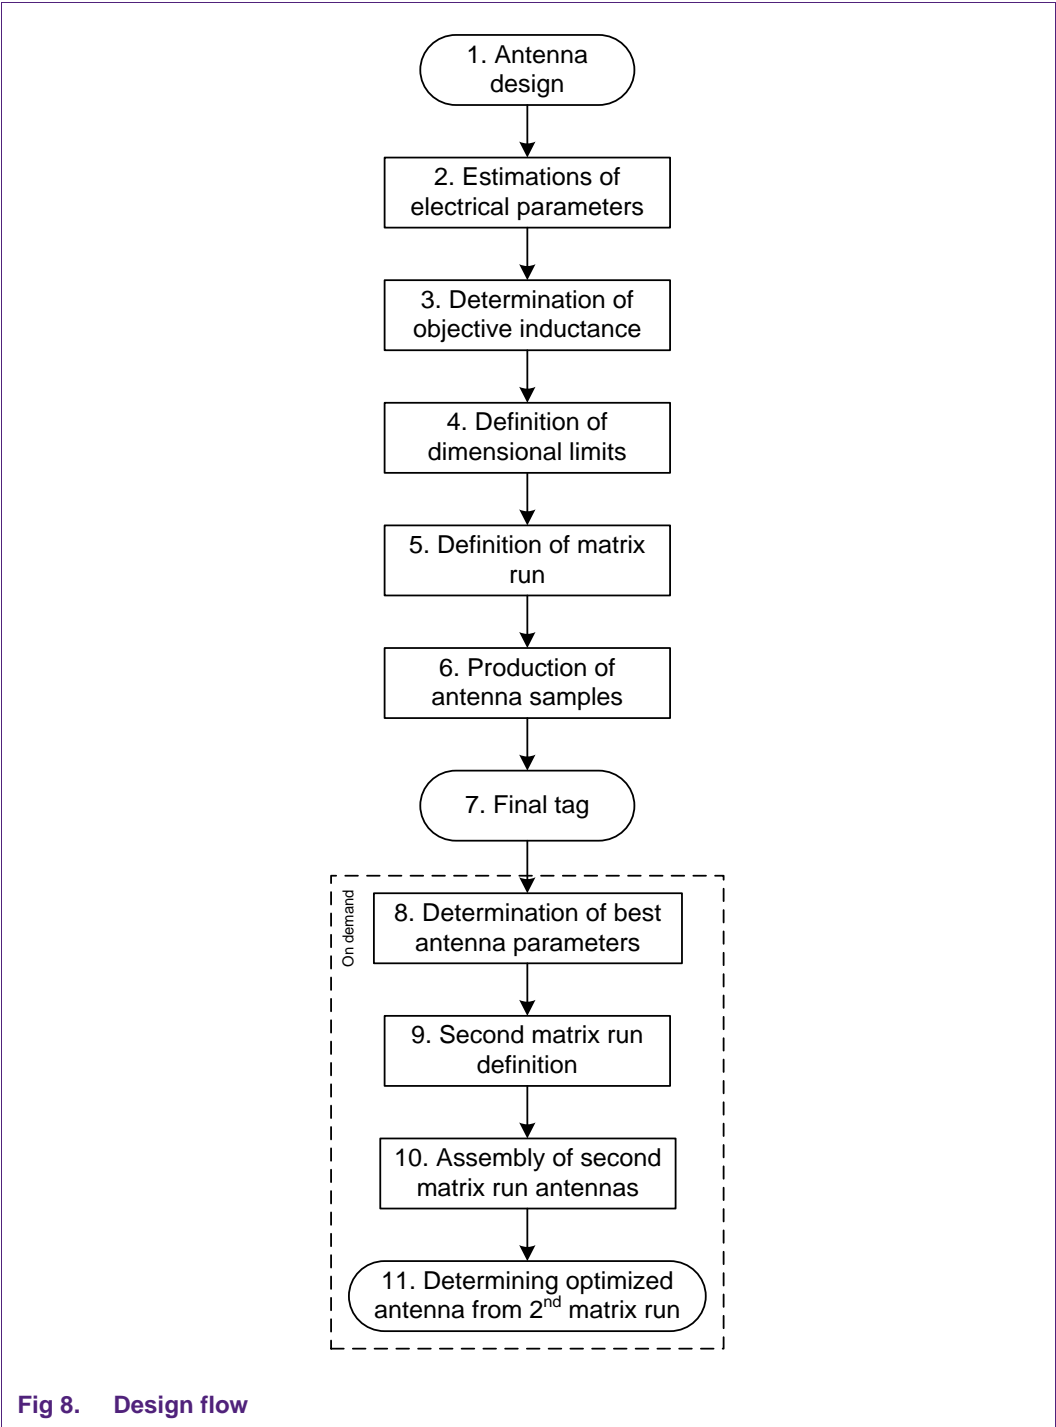 1. Antenna
design
2. Estimations of
electrical parameters
3. Determination of
objective inductance
4. Definition of
dimensional limits
5. Definition of matrix
run
6. Production of
antenna samples
7. Final tag
On demand
8. Determination of best
antenna parameters
9. Second matrix run
definition
10. Assembly of second
matrix run antennas
11. Determining optimized
antenna from 2nd matrix run
Fig 8. Design flow